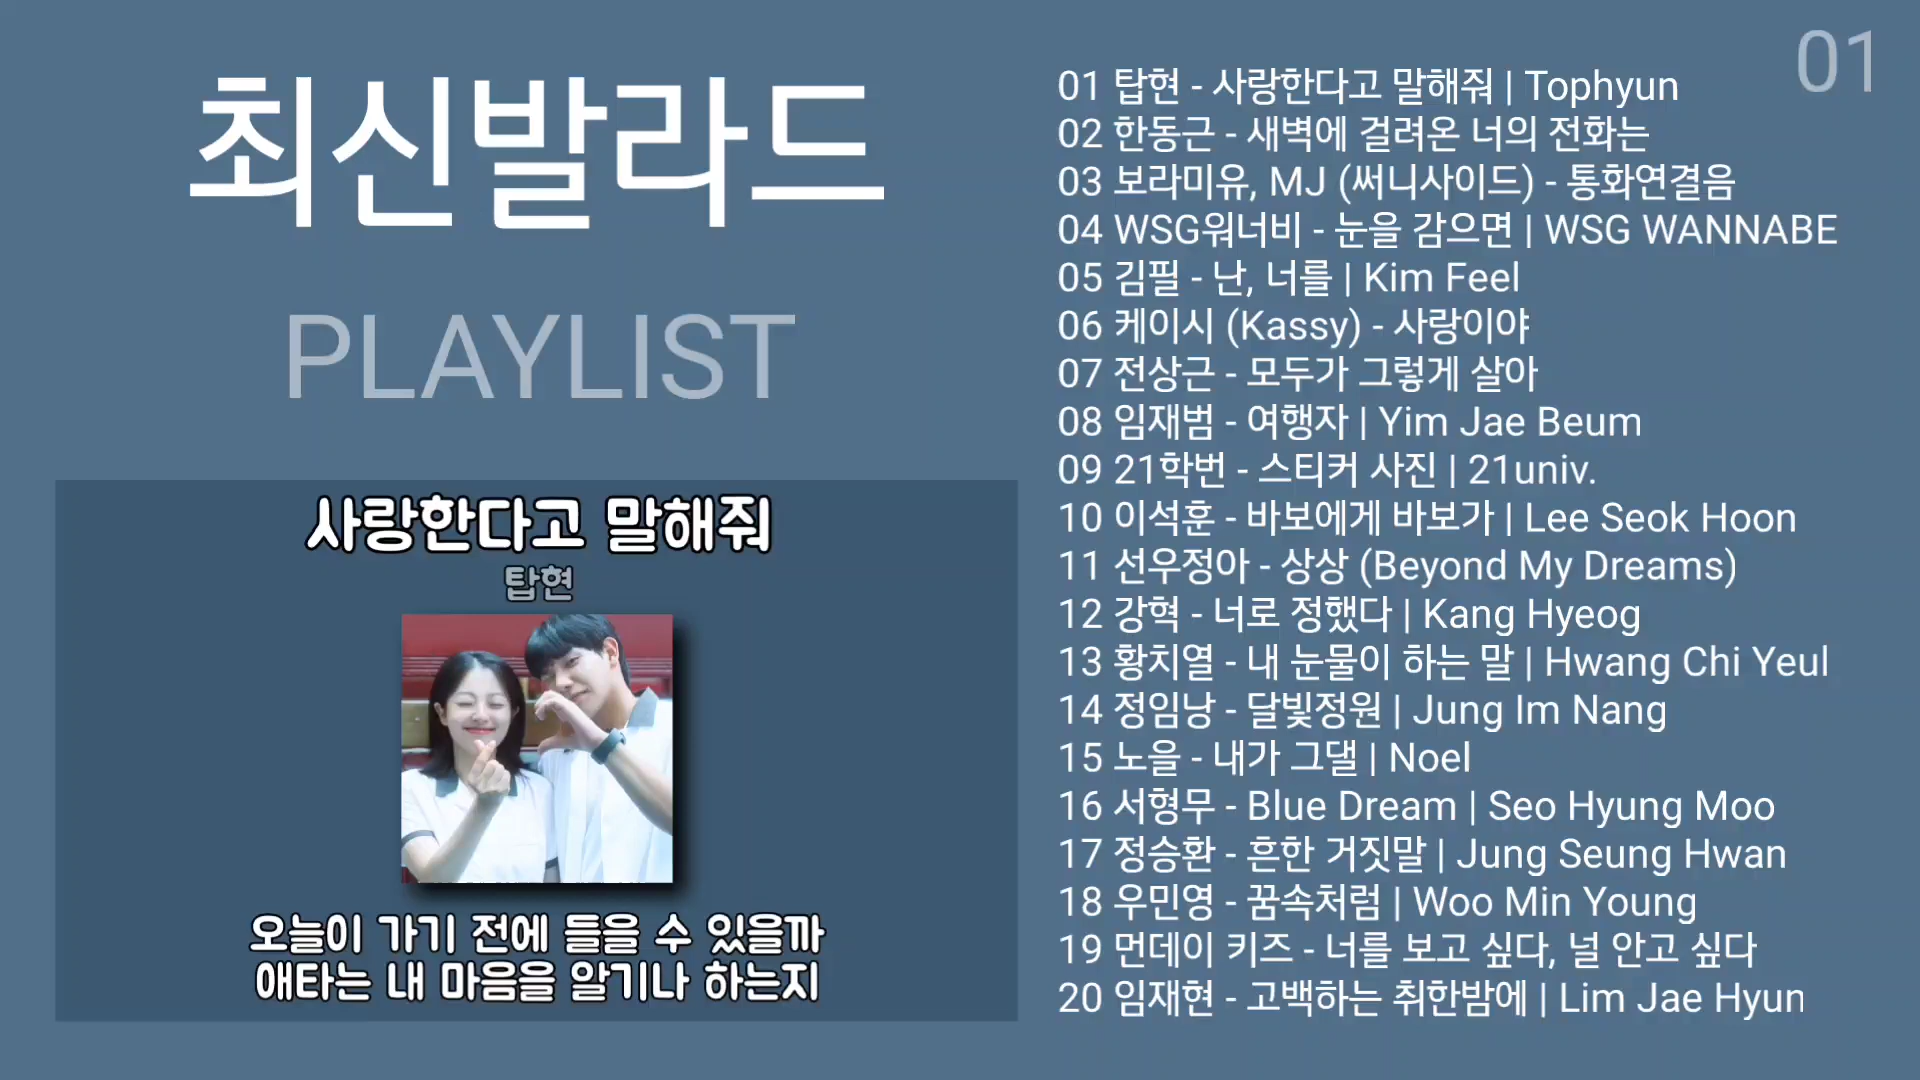 최신발라드
PLAYLIST
사랑한다고 말해줘
탑현
오늘이 가기 전에 들을 수 있을까
애타는 내 마음을 알기나 하는지
01
01 탑현 - 사랑한다고 말해줘 | Tophyun
02 한동근 - 새벽에 걸려온 너의 전화는
03 보라미유, MJ (써니사이드) - 통화연결음
04 WSG워너비 - 눈을 감으면 | WSG WANNABE
05 김필 - 난, 너를 | Kim Feel
06 케이시 (Kassy) - 사랑이야
07 전상근 - 모두가 그렇게 살아
08 임재범 - 여행자 | Yim Jae Beum
09 21학번 - 스티커 사진 | 21univ.
10 이석훈 - 바보에게 바보가 | Lee Seok Hoon
11 선우정아 - 상상 (Beyond My Dreams)
12 강혁 - 너로 정했다 | Kang Hyeog
13 황치열 - 내 눈물이 하는 말 | Hwang Chi Yeul
14 정임낭 - 달빛정원 | Jung Im Nang
15 노을 - 내가 그댈 | Noel
16 서형무 - Blue Dream | Seo Hyung Moo
17 정승환 - 흔한 거짓말 | Jung Seung Hwan
18 우민영 - 꿈속처럼 | Woo Min Young
19 먼데이 키즈 - 너를 보고 싶다, 널 안고 싶다
20 임재현 - 고백하는 취한밤에 | Lim Jae Hyun